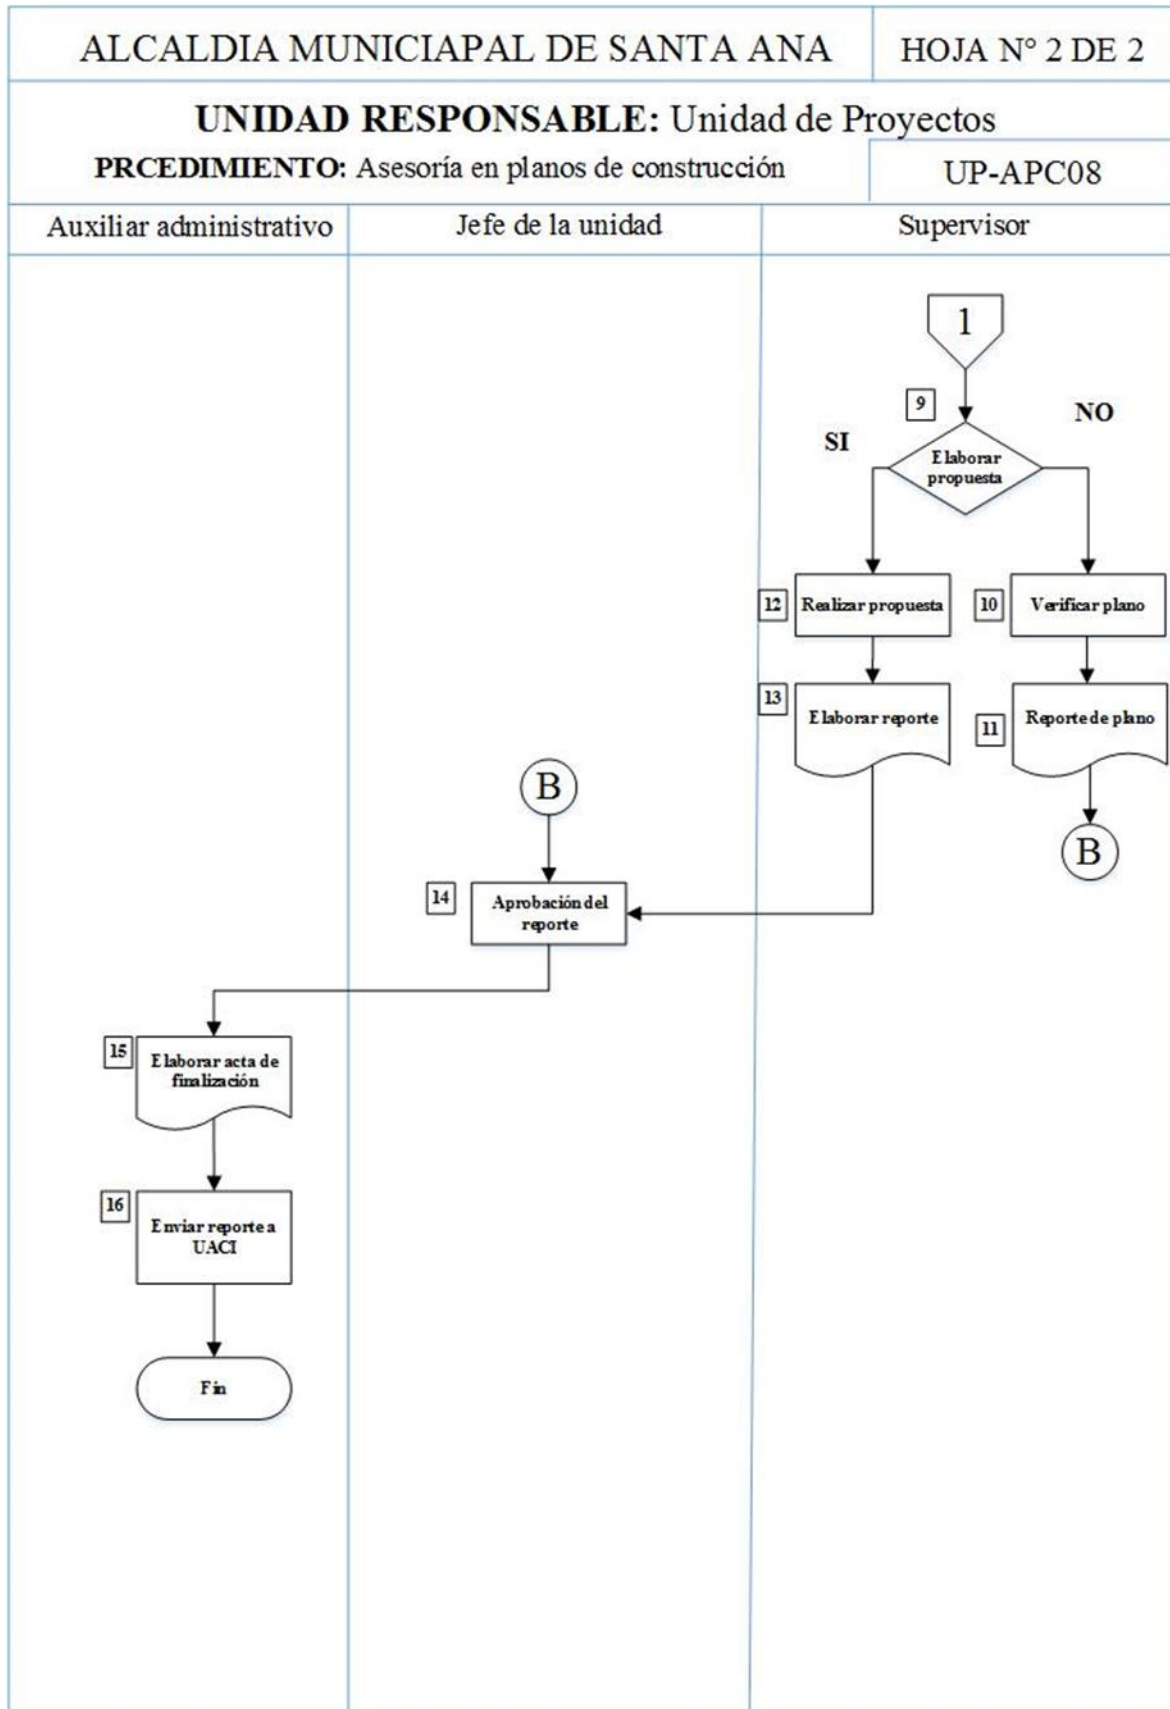 ALCALDIA MUNICIAPAL DE SANTA ANA
HOJA N° 2 DE 2
UNIDAD RESPONSABLE: Unidad de Proyectos
PRCEDIMIENTO: Asesoría en planos de construcción
UP-APC08
Auxiliar administrativo
Jefe de la unidad
Supervisor
1
9
NO
SI
Elaborar
propuesta
12
Realizar propuesta
10
Verificar plano
13
Elaborar reporte
11
Reporte de plano
B
B
14
Aprobación del
reporte
15
Elaborar acta de
finalización
16
Enviar reporte a
UACI
Fin